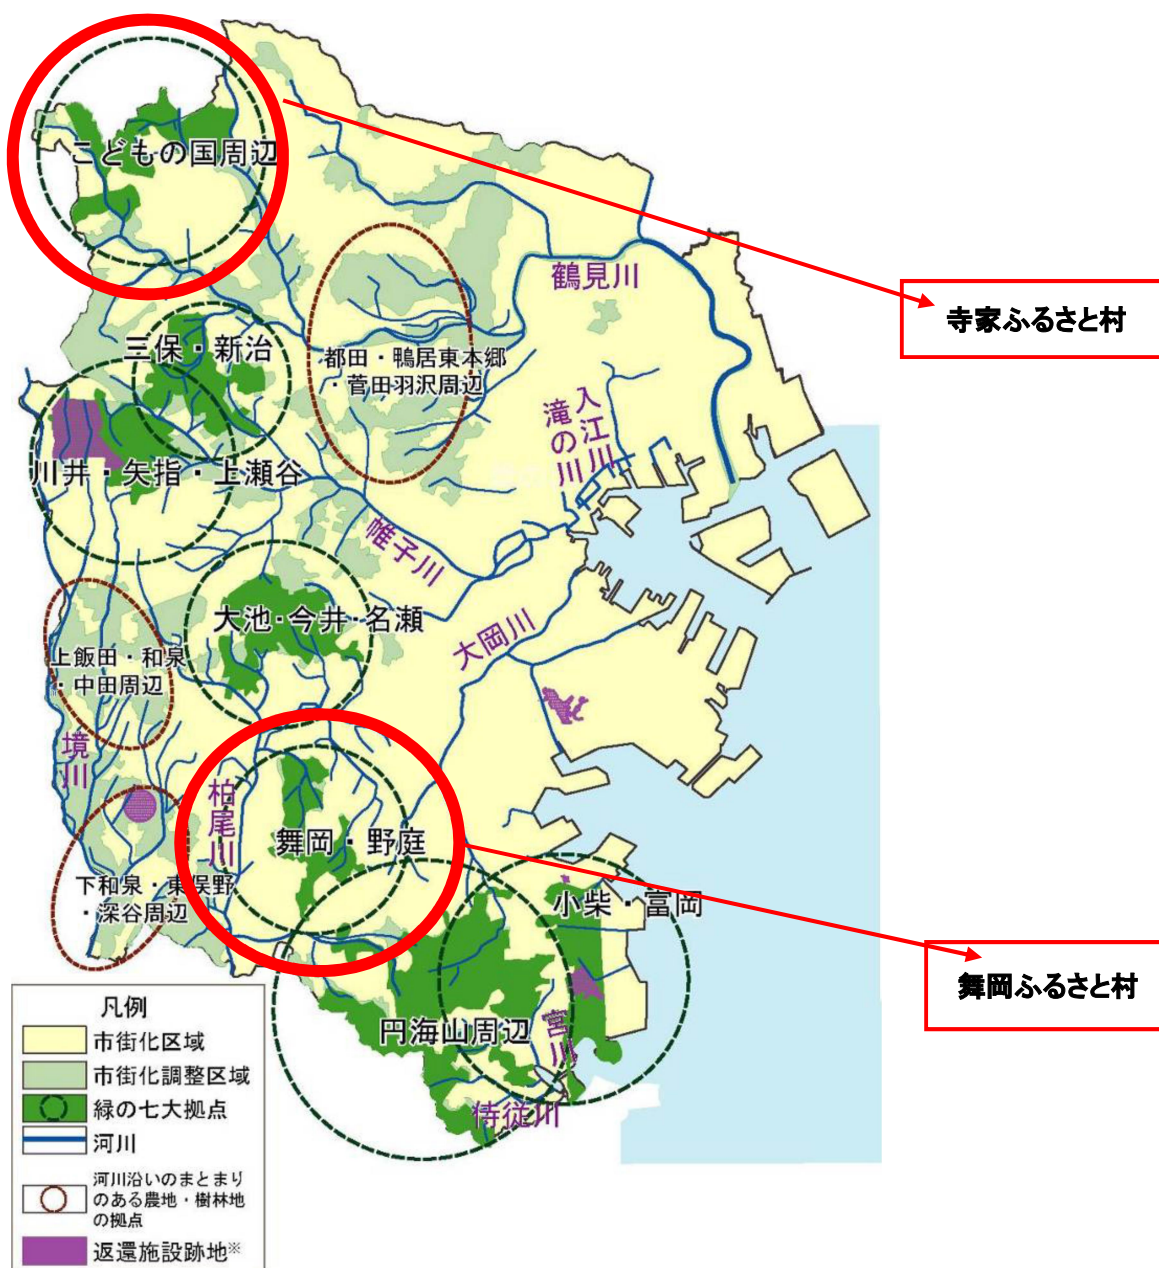 こどもの国周辺
鶴見川
寺家ふるさと村
三保・新治
都田・鴨居東本郷
・菅田羽沢周辺
入江川
滝の川
川井・矢指・上瀬谷
帷子川
大池・今井・名瀬
大岡川
上飯田・和泉
・中田周辺
境川
柏尾川
舞岡・野庭
下和泉・東俣野
・深谷周辺
小柴・富岡
舞岡ふるさと村
円海山周辺
宮川
侍従川
凡例
市街化区域
市街化調整区域
緑の七大拠点
河川
河川沿いのまとまり
のある農地・樹林地
の拠点
返還施設跡地※